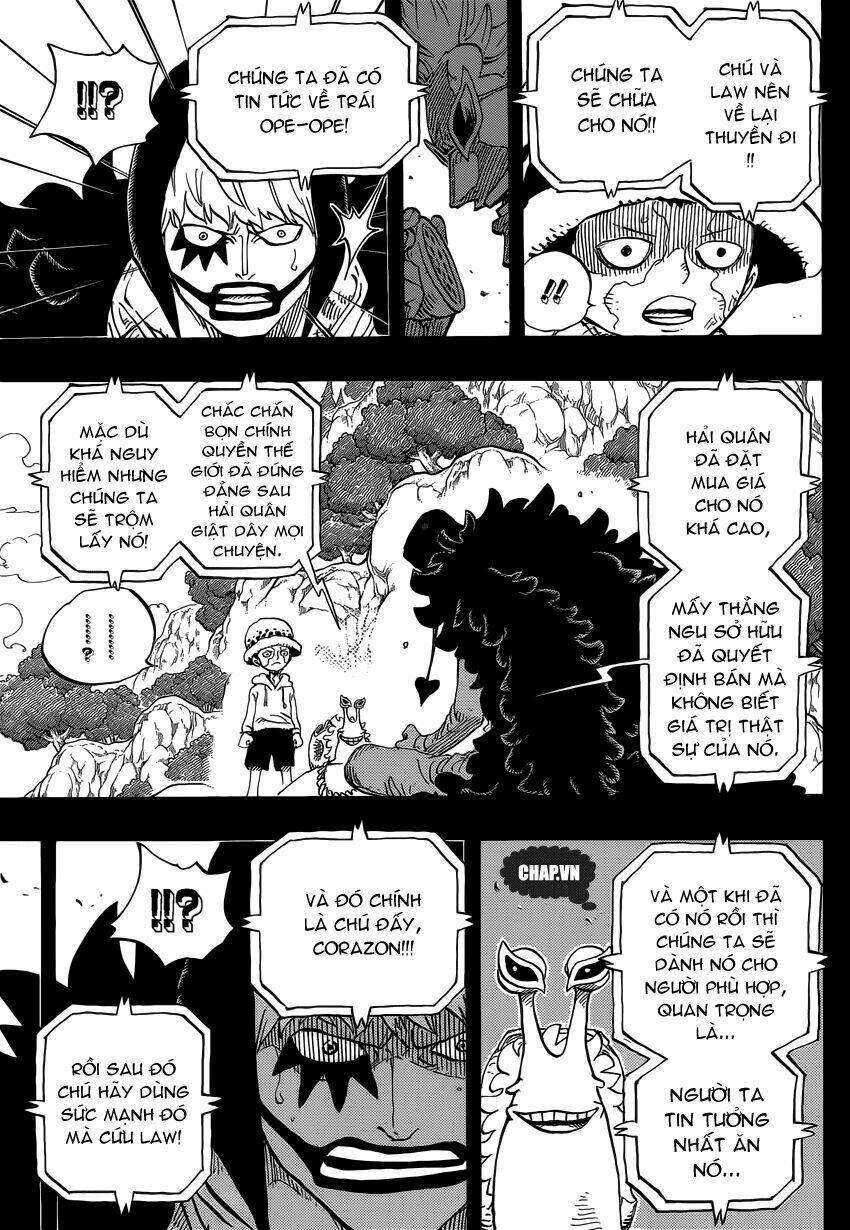 CHÚ VÀ
LAW NÊN
VỀ LẠI
THUYỀN ĐI
!!
CHÚNG TA
SẼ CHỮA
CHO NÓ!!
!!
CHÚNG TA ĐÃ CÓ
TIN TỨC VỀ TRÁI
OPE-OPE!
!!?
HẢI QUÂN
ĐÃ ĐẶT
MUA GIÁ
CHO NÓ
KHÁ CAO,
MẤY THẰNG
NGU SỞ HỮU
ĐÃ QUYẾT
ĐỊNH BÁN MÀ
KHÔNG BIẾT
GIÁ TRỊ THẬT
SỰ CỦA NÓ.
CHẮC CHẮN
BỌN CHÍNH
QUYỀN THẾ
GIỚI ĐÃ ĐỨNG
ĐẰNG SAU
HẢI QUÂN
GIẬT DÂY MỌI
CHUYỆN.
MẶC DÙ
KHÁ NGUY
HIỂM NHƯNG
CHÚNG TA
SẼ TRỘM
LẤY NÓ!
!!?
CHAP.VN
VÀ MỘT KHI ĐÃ
CÓ NÓ RỒI THÌ
CHÚNG TA SẼ
DÀNH NÓ CHO
NGƯỜI PHÙ HỢP,
QUAN TRỌNG
LÀ...
NGƯỜI TA
TIN TƯỞNG
NHẤT ĂN
NÓ...
VÀ ĐÓ CHÍNH
LÀ CHÚ ĐẤY,
CORAZON!!!
!!?
RỒI SAU ĐÓ
CHÚ HÃY DÙNG
SỨC MẠNH ĐÓ
MÀ CỨU LAW!